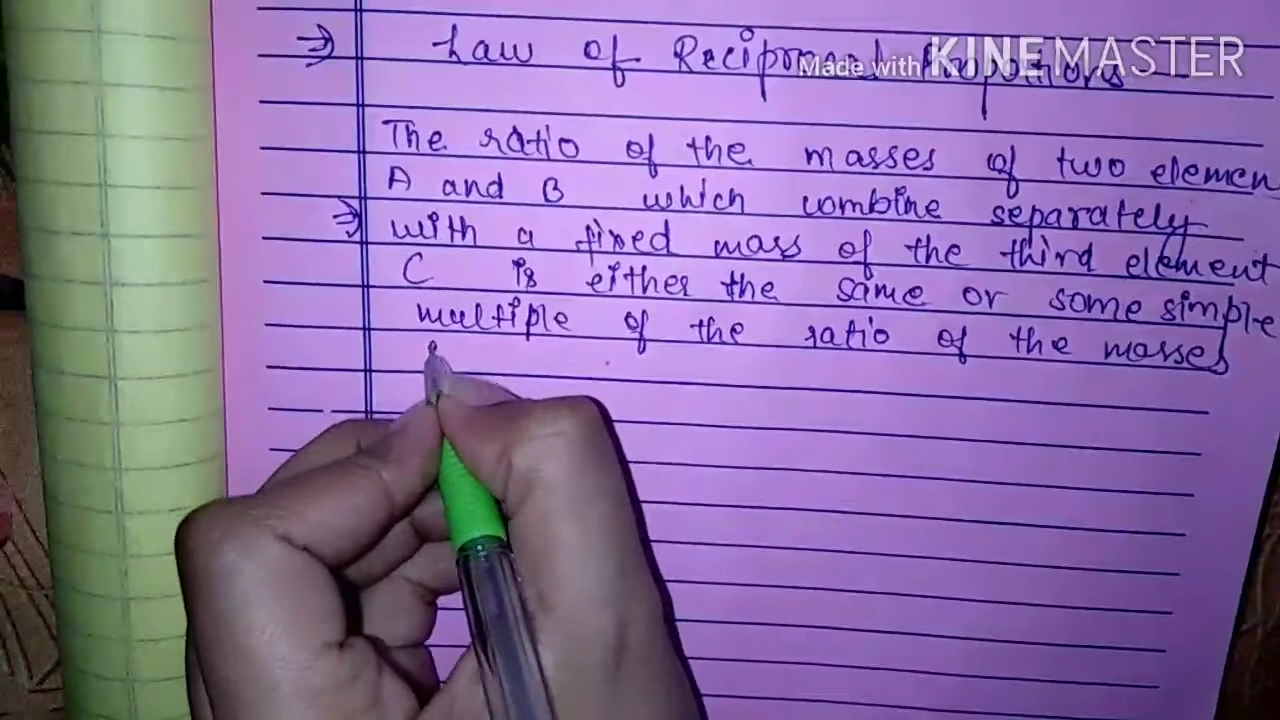 ⇒ Law of Reciprocal Proportions
Made with KINEMASTER
The ratio of the masses of two elemen
A and B which combine separately
⇒ with a fixed mass of the third element
C is either the same or some simple
multiple of the ratio of the masses